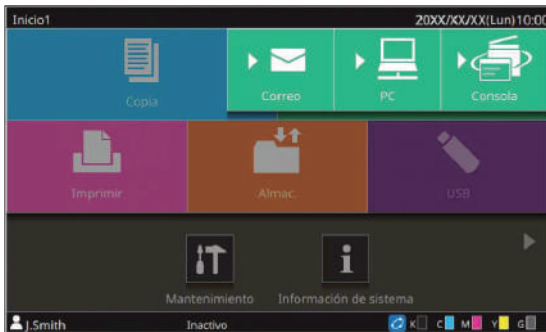 Inicio1 20XX/XX/XX(Lun)10:00
Copia Correo PC Consola
Imprimir Almac. USB
Mantenimiento Información de sistema
J.Smith Inactivo K C M Y G